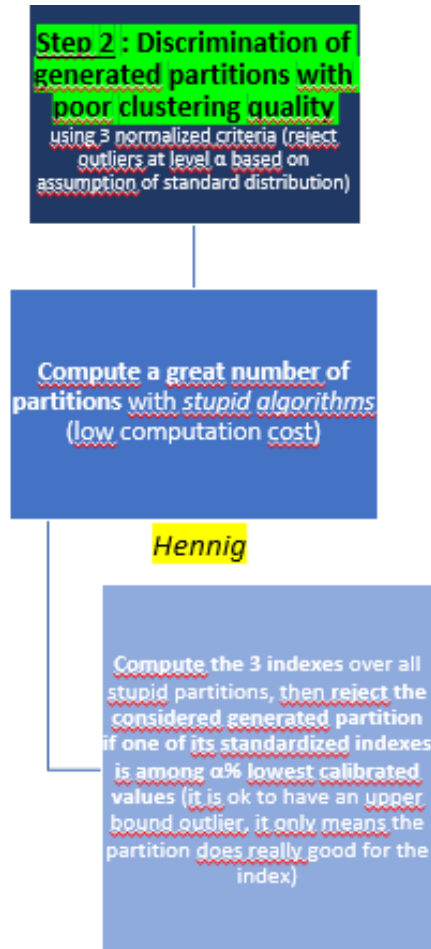 Step 2 : Discrimination of
generated partitions with
poor clustering quality
using 3 normalized criteria (reject
outliers at level α based on
assumption of standard distribution)
Compute a great number of
partitions with stupid algorithms
(low computation cost)
Hennig
Compute the 3 indexes over all
stupid partitions, then reject the
considered generated partition
if one of its standardized indexes
is among α% lowest calibrated
values (it is ok to have an upper
bound outlier, it only means the
partition does really good for the
index)